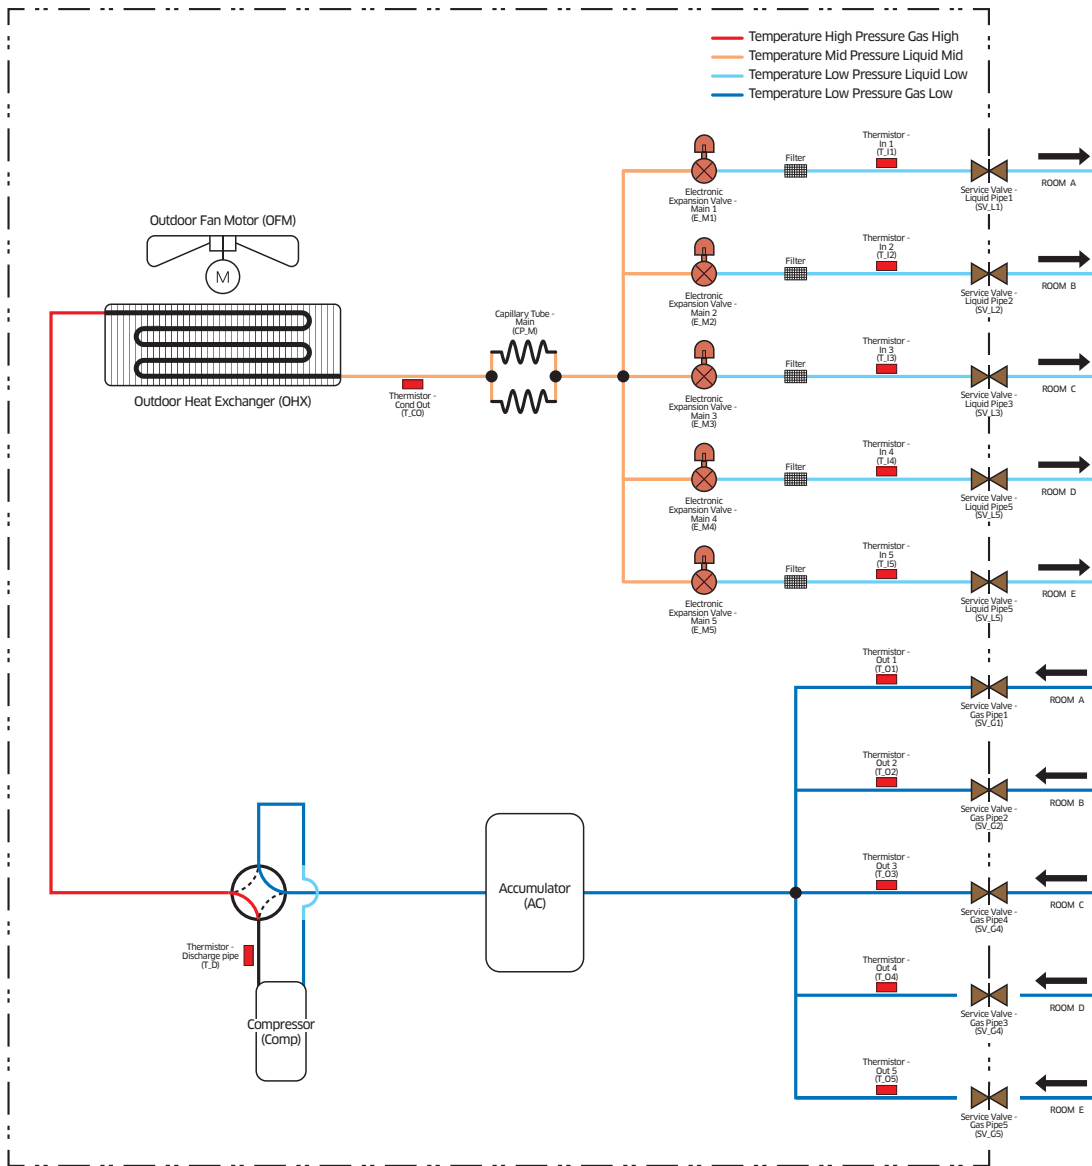 Temperature High Pressure Gas High
Temperature Mid Pressure Liquid Mid
Temperature Low Pressure Liquid Low
Temperature Low Pressure Gas Low
Outdoor Fan Motor (OFM)
M
Outdoor Heat Exchanger (OHX)
Thermistor -
Cond Out
(T_CO)
Capillary Tube -
Main
(CP_M)
Electronic
Expansion Valve -
Main 1
(E_M1)
Filter
Thermistor -
In 1
(T_I1)
Service Valve -
Liquid Pipe1
(SV_L1)
ROOM A
Electronic
Expansion Valve -
Main 2
(E_M2)
Filter
Thermistor -
In 2
(T_I2)
Service Valve -
Liquid Pipe2
(SV_L2)
ROOM B
Electronic
Expansion Valve -
Main 3
(E_M3)
Filter
Thermistor -
In 3
(T_I3)
Service Valve -
Liquid Pipe3
(SV_L3)
ROOM C
Electronic
Expansion Valve -
Main 4
(E_M4)
Filter
Thermistor -
In 4
(T_I4)
Service Valve -
Liquid Pipe5
(SV_L5)
ROOM D
Electronic
Expansion Valve -
Main 5
(E_M5)
Filter
Thermistor -
In 5
(T_I5)
Service Valve -
Liquid Pipe5
(SV_L5)
ROOM E
Thermistor -
Out 1
(T_O1)
Service Valve -
Gas Pipe1
(SV_G1)
ROOM A
Thermistor -
Out 2
(T_O2)
Service Valve -
Gas Pipe2
(SV_G2)
ROOM B
Thermistor -
Out 3
(T_O3)
Service Valve -
Gas Pipe4
(SV_G4)
ROOM C
Thermistor -
Out 4
(T_O4)
Service Valve -
Gas Pipe3
(SV_G4)
ROOM D
Thermistor -
Out 5
(T_O5)
Service Valve -
Gas Pipe5
(SV_G5)
ROOM E
Accumulator
(AC)
Thermistor -
Discharge pipe
(T_D)
Compressor
(Comp)